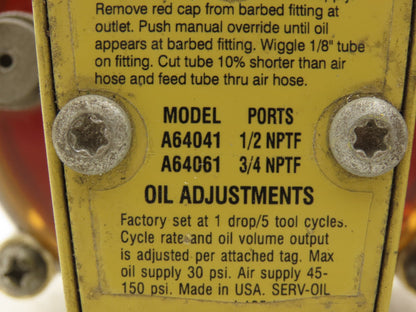 Remove red cap from barbed fitting at
outlet. Push manual override until oil
appears at barbed fitting. Wiggle 1/8" tube
on fitting. Cut tube 10% shorter than air
hose and feed tube thru air hose.
MODEL PORTS
A64041 1/2 NPTF
A64061 3/4 NPTF
OIL ADJUSTMENTS
Factory set at 1 drop/5 tool cycles.
Cycle rate and oil volume output
is adjusted per attached tag. Max
oil supply 30 psi. Air supply 45-
150 psi. Made in USA. SERV-OIL